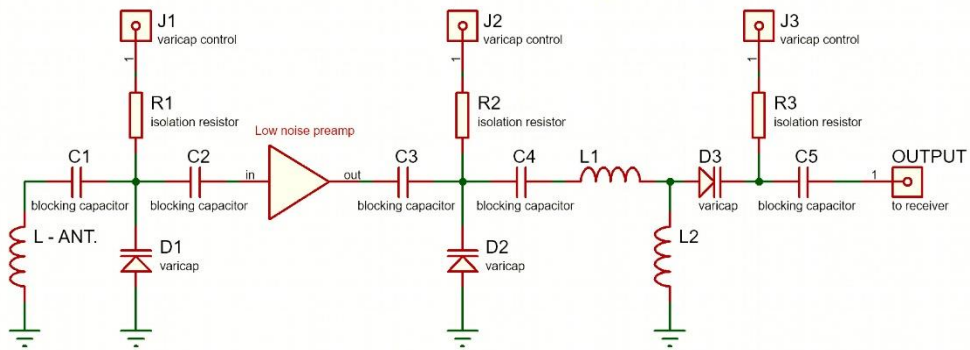 J1
varicap control
1
J2
varicap control
1
J3
varicap control
1
R1
isolation resistor
R2
isolation resistor
R3
isolation resistor
Low noise preamp
C1
blocking capacitor
C2
blocking capacitor
in
out
C3
blocking capacitor
C4
blocking capacitor
L1
D3
varicap
C5
blocking capacitor
OUTPUT
1
to receiver
L - ANT.
D1
varicap
D2
varicap
L2